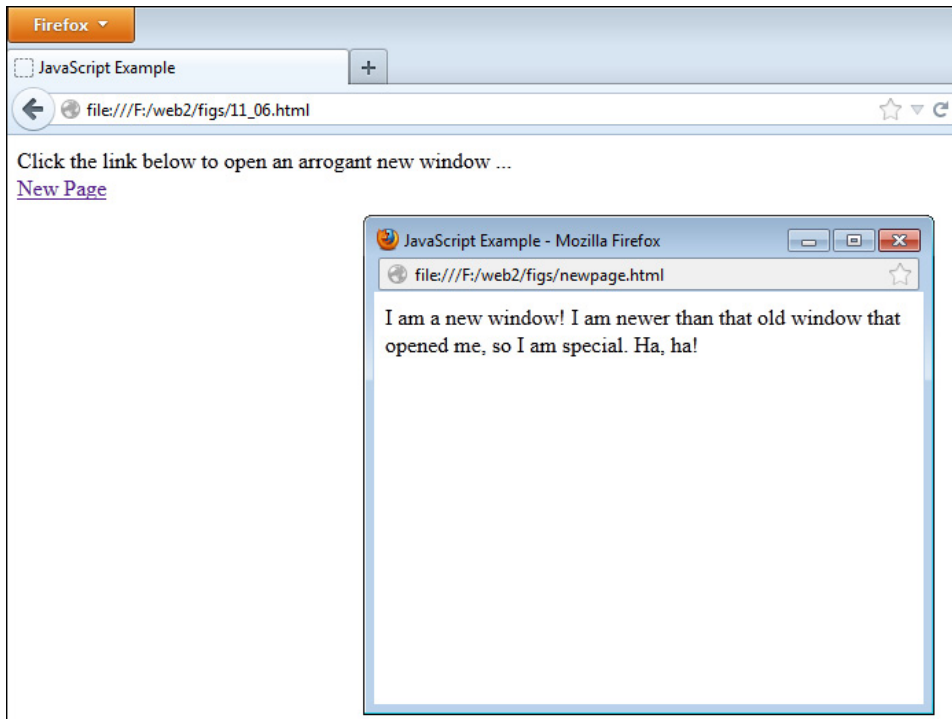 Firefox
JavaScript Example
file:///F:/web2/figs/11_06.html
Click the link below to open an arrogant new window ...
New Page
JavaScript Example - Mozilla Firefox
file:///F:/web2/figs/newpage.html
I am a new window! I am newer than that old window that
opened me, so I am special. Ha, ha!